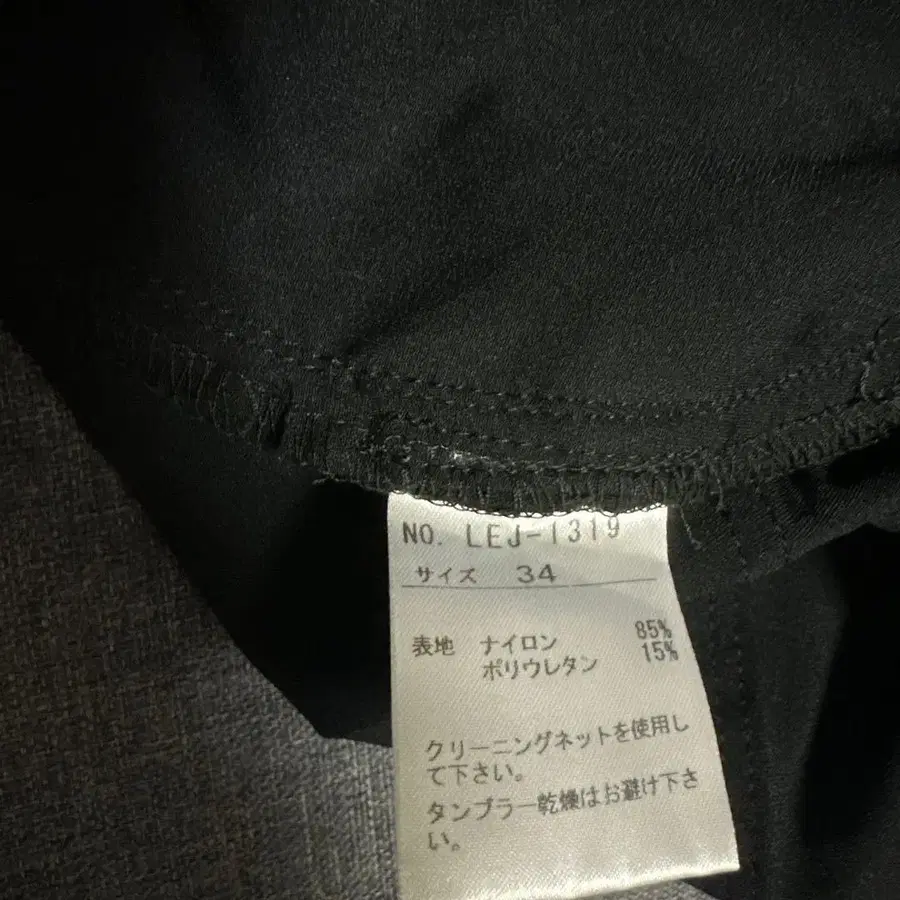 NO. LEJ-1319
サイズ 34
表地 ナイロン 85%
ポリウレタン 15%
クリーニングネットを使用し
て下さい。
タンブラー乾燥はお避け下さ
い。